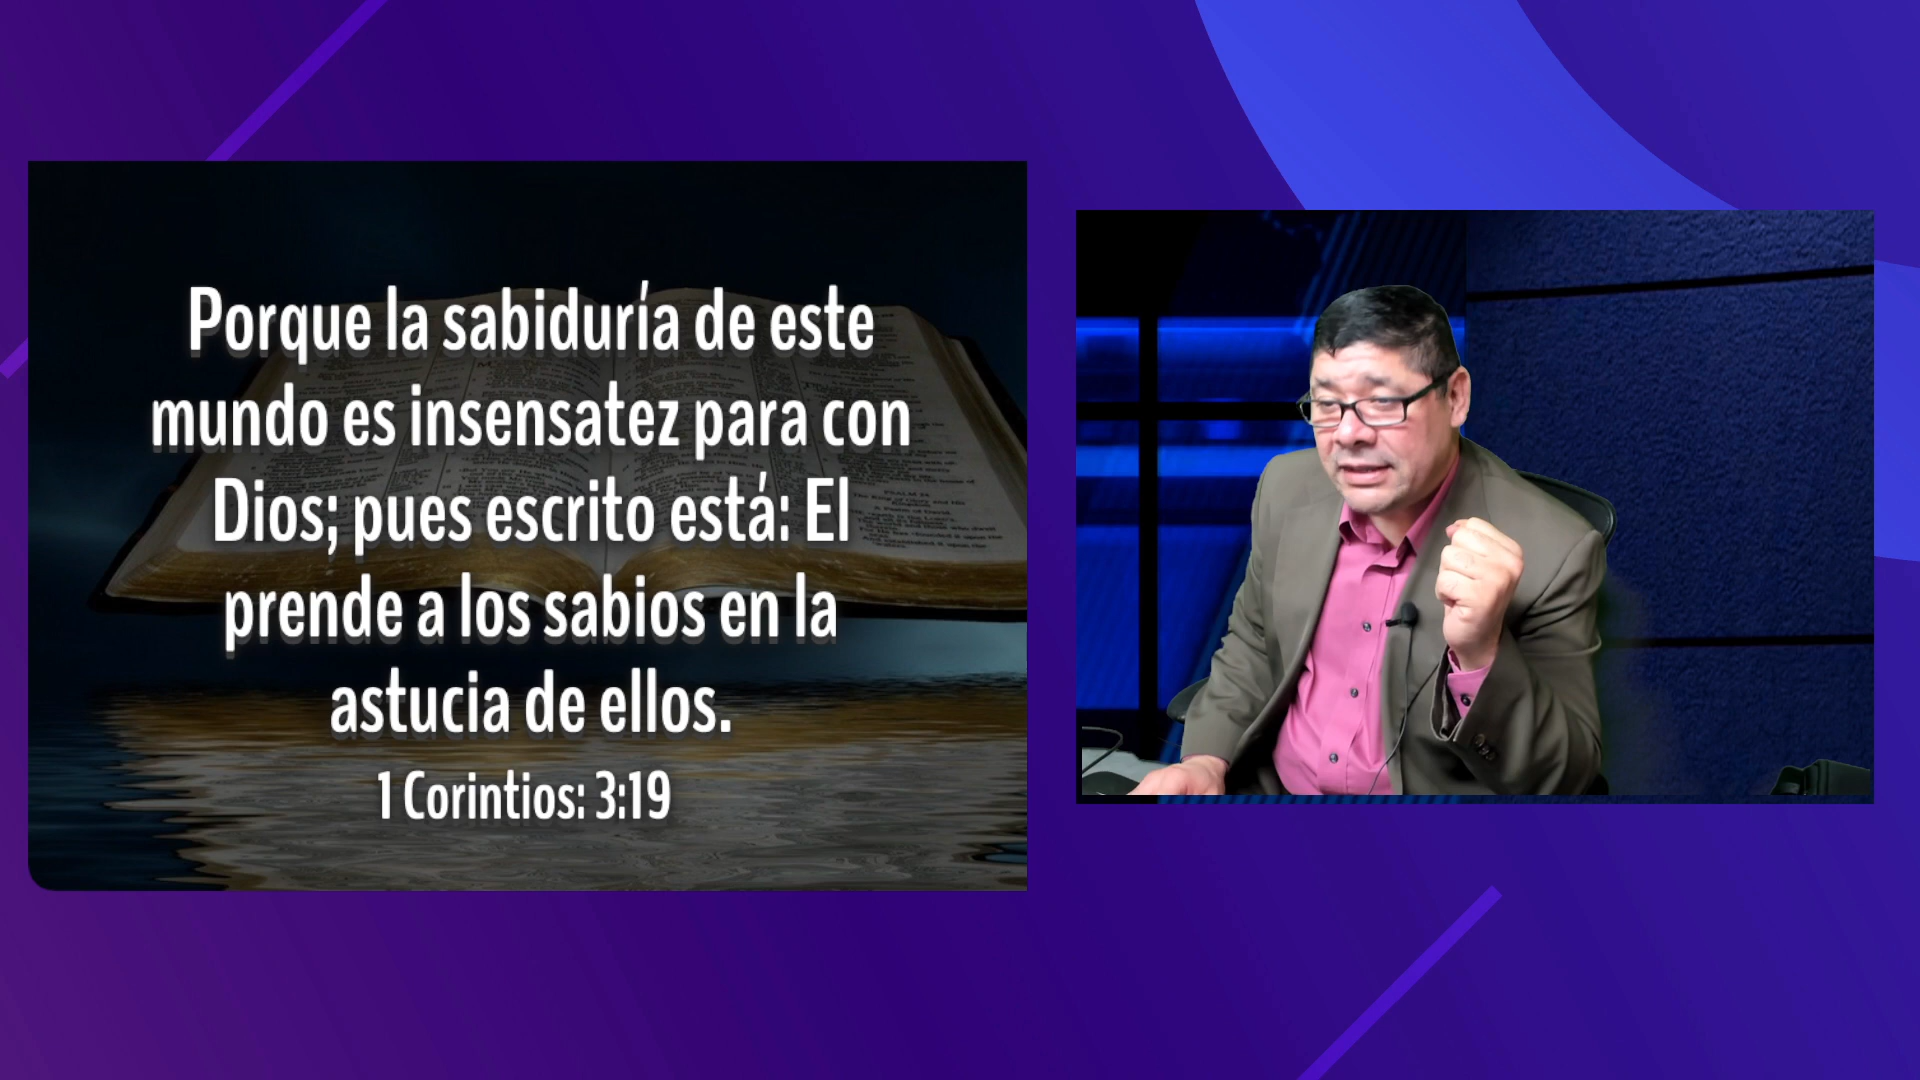 Porque la sabiduría de este
mundo es insensatez para con
Dios; pues escrito está: El
prende a los sabios en la
astucia de ellos.
1 Corintios: 3:19